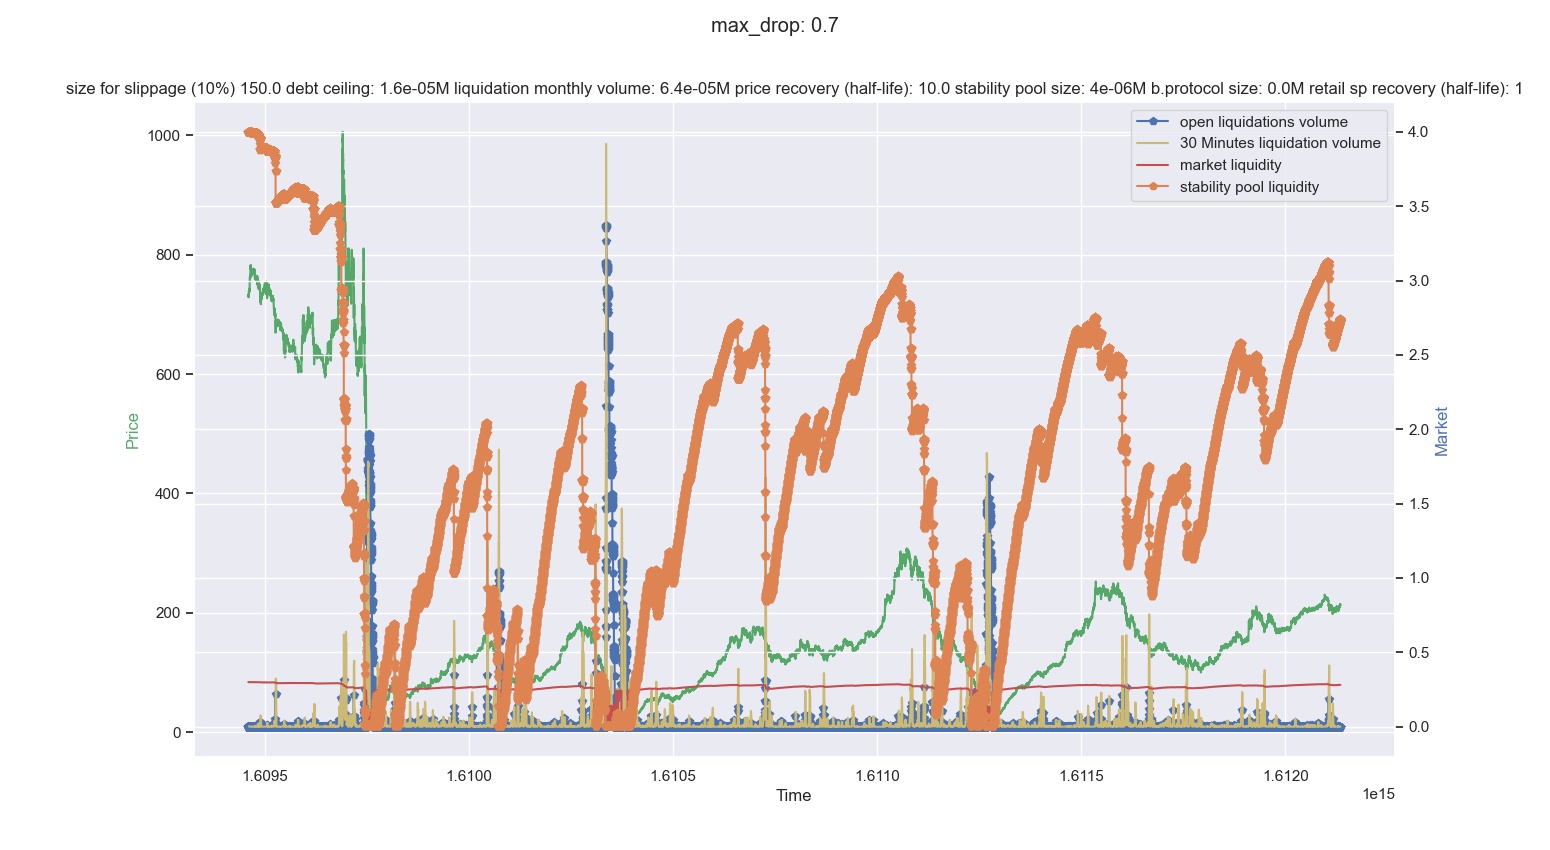 max_drop: 0.7
size for slippage (10%) 150.0 debt ceiling: 1.6e-05M liquidation monthly volume: 6.4e-05M price recovery (half-life): 10.0 stability pool size: 4e-06M b.protocol size: 0.0M retail sp recovery (half-life): 1
open liquidations volume
30 Minutes liquidation volume
market liquidity
stability pool liquidity
1000
800
600
400
200
0
Price
4.0
3.5
3.0
2.5
2.0
1.5
1.0
0.5
0.0
Market
1.6095 1.6100 1.6105 1.6110 1.6115 1.6120
1e15
Time